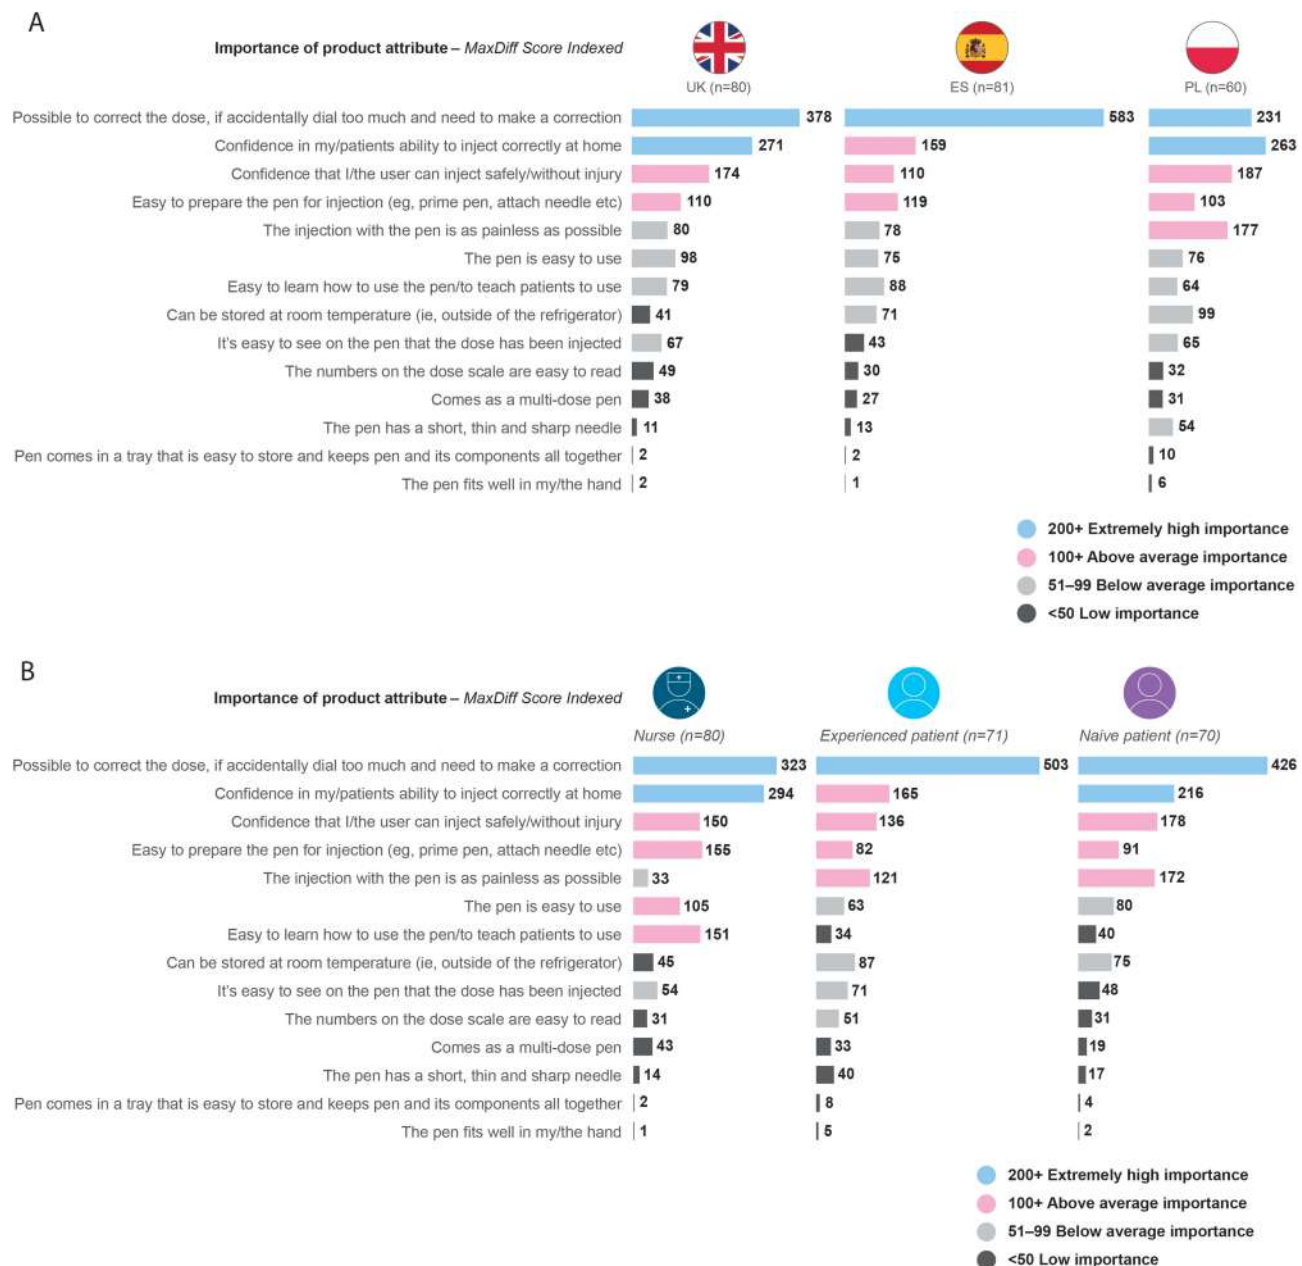 A
Importance of product attribute – MaxDiff Score Indexed
UK (n=80) ES (n=81) PL (n=60)
Possible to correct the dose, if accidentally dial too much and need to make a correction 378 583 231
Confidence in my/patients ability to inject correctly at home 271 159 263
Confidence that I/the user can inject safely/without injury 174 110 187
Easy to prepare the pen for injection (eg, prime pen, attach needle etc) 110 119 103
The injection with the pen is as painless as possible 80 78 177
The pen is easy to use 98 75 76
Easy to learn how to use the pen/to teach patients to use 79 88 64
Can be stored at room temperature (ie, outside of the refrigerator) 41 71 99
It's easy to see on the pen that the dose has been injected 67 43 65
The numbers on the dose scale are easy to read 49 30 32
Comes as a multi-dose pen 38 27 31
The pen has a short, thin and sharp needle 11 13 54
Pen comes in a tray that is easy to store and keeps pen and its components all together 2 2 10
The pen fits well in my/the hand 2 1 6
200+ Extremely high importance
100+ Above average importance
51–99 Below average importance
<50 Low importance
B
Importance of product attribute – MaxDiff Score Indexed
Nurse (n=80) Experienced patient (n=71) Naive patient (n=70)
Possible to correct the dose, if accidentally dial too much and need to make a correction 323 503 426
Confidence in my/patients ability to inject correctly at home 294 165 216
Confidence that I/the user can inject safely/without injury 150 136 178
Easy to prepare the pen for injection (eg, prime pen, attach needle etc) 155 82 91
The injection with the pen is as painless as possible 33 121 172
The pen is easy to use 105 63 80
Easy to learn how to use the pen/to teach patients to use 151 34 40
Can be stored at room temperature (ie, outside of the refrigerator) 45 87 75
It's easy to see on the pen that the dose has been injected 54 71 48
The numbers on the dose scale are easy to read 31 51 31
Comes as a multi-dose pen 43 33 19
The pen has a short, thin and sharp needle 14 40 17
Pen comes in a tray that is easy to store and keeps pen and its components all together 2 8 4
The pen fits well in my/the hand 1 5 2
200+ Extremely high importance
100+ Above average importance
51–99 Below average importance
<50 Low importance